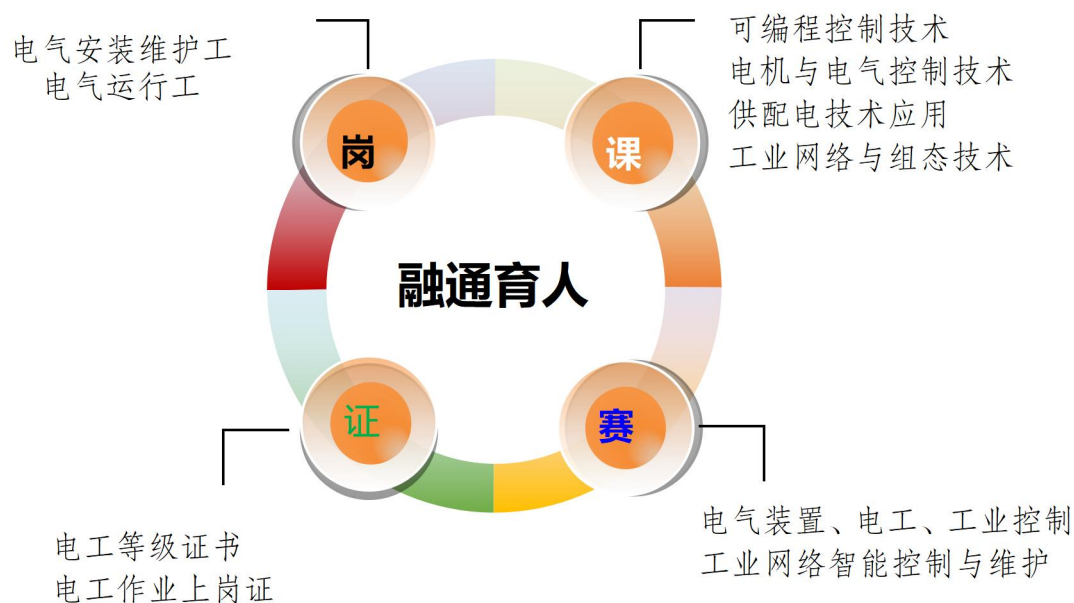 电气安装维护工
电气运行工
岗
可编程控制技术
电机与电气控制技术
供配电技术应用
工业网络与组态技术
课
融通育人
证
电工等级证书
电工作业上岗证
赛
电气装置、电工、工业控制
工业网络智能控制与维护